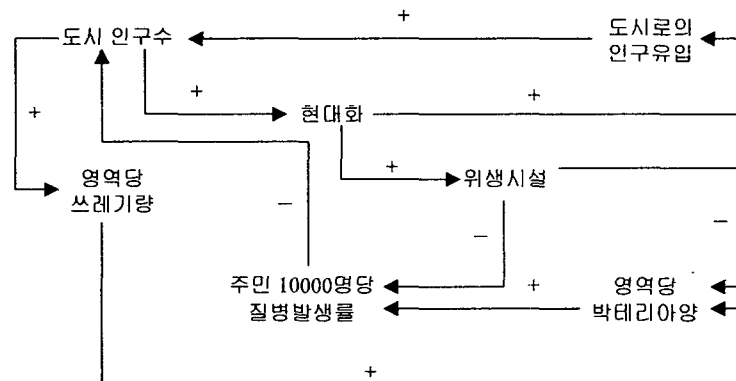 +
도시 인구수
도시로의
인구유입
+
+
+
현대화
+
영역당
쓰레기량
위생시설
−
−
−
주민 10000명당
질병발생률
+
영역당
박테리아양
+